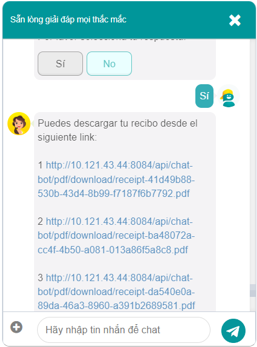 Sẵn lòng giải đáp mọi thắc mắc
Sí
No
Sí
Puedes descargar tu recibo desde el
siguiente link:
1 http://10.121.43.44:8084/api/chat-
bot/pdf/download/receipt-41d49b88-
530b-43d4-8b99-f7187f6b7792.pdf
2 http://10.121.43.44:8084/api/chat-
bot/pdf/download/receipt-ba48072a-
cc4f-4b50-a081-013a86f5a8c8.pdf
3 http://10.121.43.44:8084/api/chat-
bot/pdf/download/receipt-da540e0a-
89da-46a3-8960-a391b2689581.pdf
Hãy nhập tin nhắn để chat